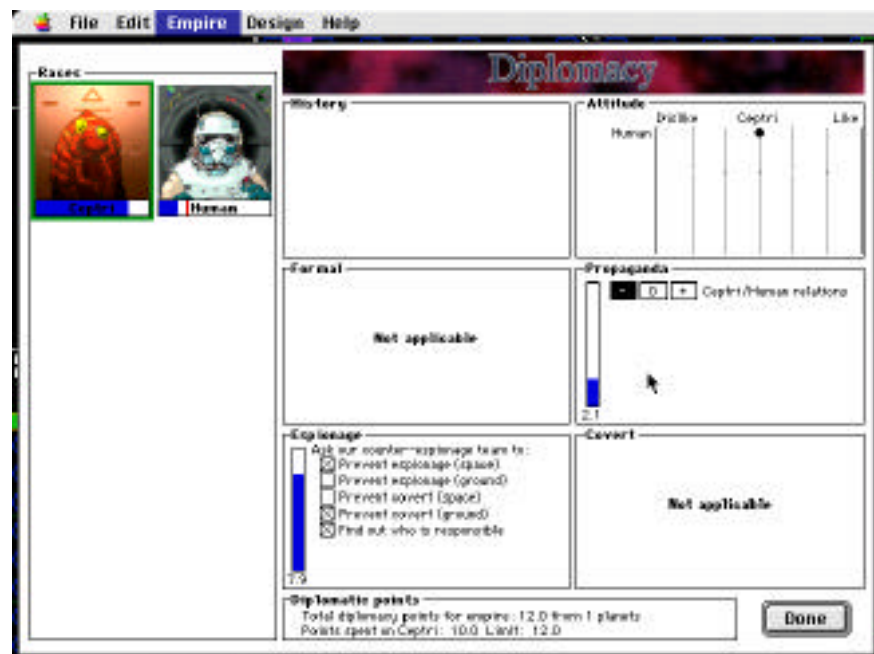 File Edit Empire Design Help
Diplomacy
Races
Ceptri
Human
History
Attitude
Dislike Ceptri Like
Human
Formal
Not applicable
Propaganda
- 0 + Ceptri/Human relations
2.1
Espionage
Ask our counter-espionage team to:
Prevent espionage (space)
Prevent espionage (ground)
Prevent covert (space)
Prevent covert (ground)
Find out who is responsible
7.9
Covert
Not applicable
Diplomatic points
Total diplomacy points for empire: 12.0 from 1 planets
Points spent on Ceptri: 10.0 Limit: 12.0
Done